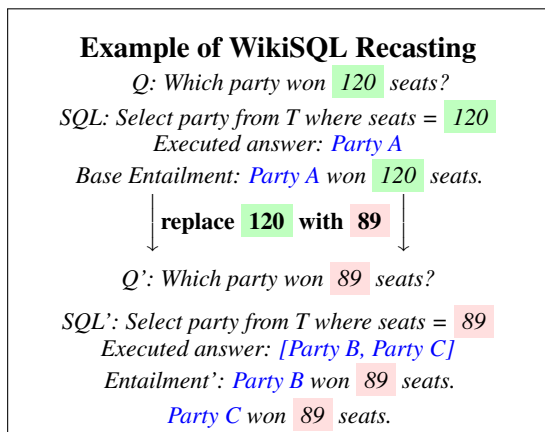 Example of WikiSQL Recasting
Q: Which party won 120 seats?
SQL: Select party from T where seats = 120
Executed answer: Party A
Base Entailment: Party A won 120 seats.
replace 120 with 89
Q’: Which party won 89 seats?
SQL’: Select party from T where seats = 89
Executed answer: [Party B, Party C]
Entailment’: Party B won 89 seats.
Party C won 89 seats.